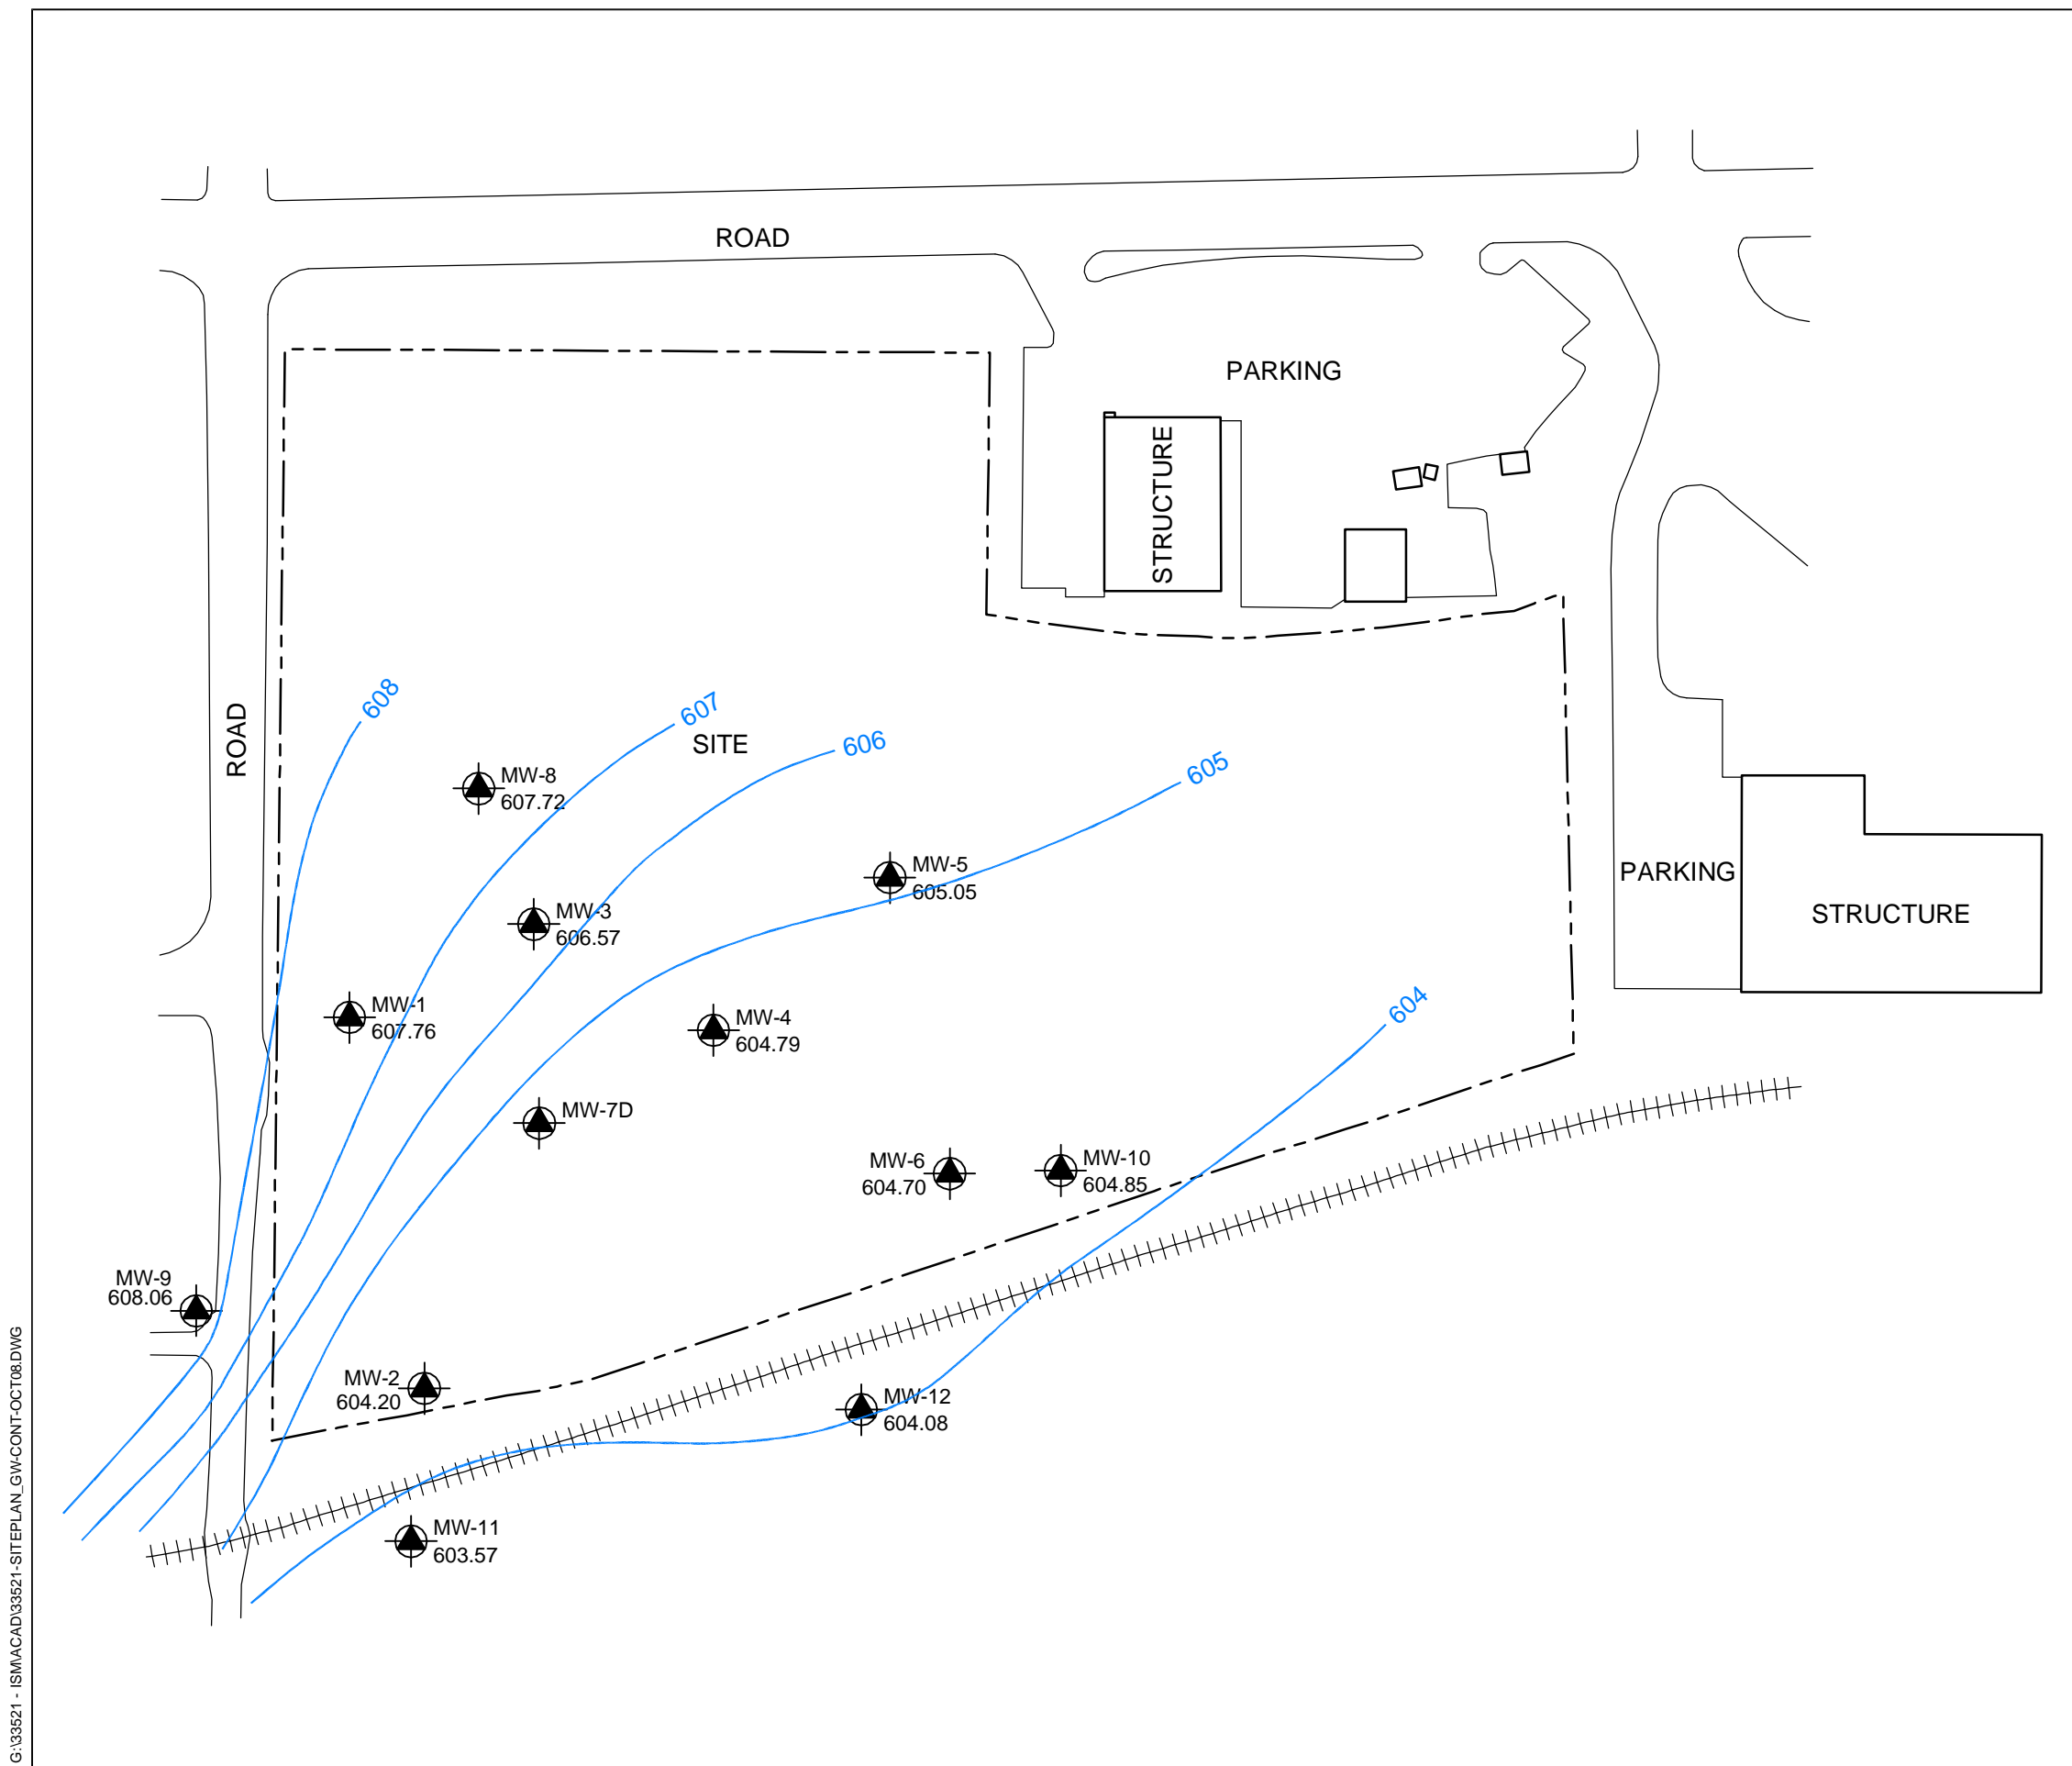 ROAD
PARKING
STRUCTURE
608
607
606
605
SITE
ROAD
MW-8
607.72
MW-5
605.05
PARKING
STRUCTURE
MW-3
606.57
MW-1
607.76
MW-4
604.79
604
MW-7D
MW-6
604.70
MW-10
604.85
MW-9
608.06
MW-2
604.20
MW-12
604.08
MW-11
603.57
G:\33521 - ISM\ACAD\33521-SITEPLAN_GW-CONT-OCT08.DWG